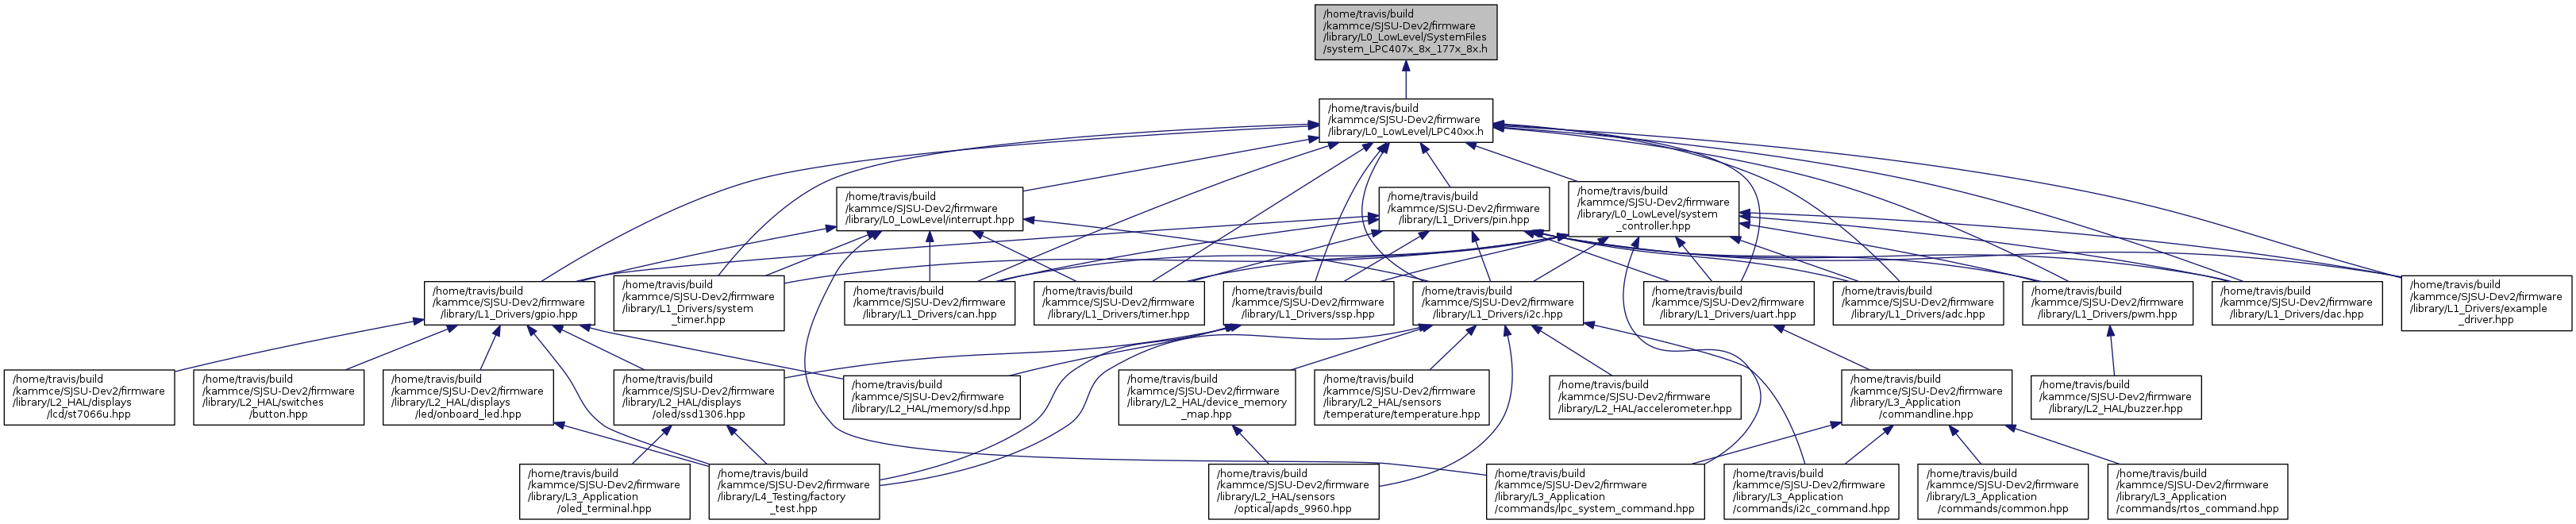 /home/travis/build
/kammce/SJSU-Dev2/firmware
/library/L0_LowLevel/SystemFiles
/system_LPC407x_8x_177x_8x.h
/home/travis/build
/kammce/SJSU-Dev2/firmware
/library/L0_LowLevel/LPC40xx.h
/home/travis/build
/kammce/SJSU-Dev2/firmware
/library/L0_LowLevel/interrupt.hpp
/home/travis/build
/kammce/SJSU-Dev2/firmware
/library/L1_Drivers/pin.hpp
/home/travis/build
/kammce/SJSU-Dev2/firmware
/library/L0_LowLevel/system
_controller.hpp
/home/travis/build
/kammce/SJSU-Dev2/firmware
/library/L1_Drivers/gpio.hpp
/home/travis/build
/kammce/SJSU-Dev2/firmware
/library/L1_Drivers/system
_timer.hpp
/home/travis/build
/kammce/SJSU-Dev2/firmware
/library/L1_Drivers/can.hpp
/home/travis/build
/kammce/SJSU-Dev2/firmware
/library/L1_Drivers/timer.hpp
/home/travis/build
/kammce/SJSU-Dev2/firmware
/library/L1_Drivers/ssp.hpp
/home/travis/build
/kammce/SJSU-Dev2/firmware
/library/L1_Drivers/i2c.hpp
/home/travis/build
/kammce/SJSU-Dev2/firmware
/library/L1_Drivers/uart.hpp
/home/travis/build
/kammce/SJSU-Dev2/firmware
/library/L1_Drivers/adc.hpp
/home/travis/build
/kammce/SJSU-Dev2/firmware
/library/L1_Drivers/pwm.hpp
/home/travis/build
/kammce/SJSU-Dev2/firmware
/library/L1_Drivers/dac.hpp
/home/travis/build
/kammce/SJSU-Dev2/firmware
/library/L1_Drivers/example
_driver.hpp
/home/travis/build
/kammce/SJSU-Dev2/firmware
/library/L2_HAL/displays
/lcd/st7066u.hpp
/home/travis/build
/kammce/SJSU-Dev2/firmware
/library/L2_HAL/switches
/button.hpp
/home/travis/build
/kammce/SJSU-Dev2/firmware
/library/L2_HAL/displays
/led/onboard_led.hpp
/home/travis/build
/kammce/SJSU-Dev2/firmware
/library/L2_HAL/displays
/oled/ssd1306.hpp
/home/travis/build
/kammce/SJSU-Dev2/firmware
/library/L2_HAL/memory/sd.hpp
/home/travis/build
/kammce/SJSU-Dev2/firmware
/library/L2_HAL/device_memory
_map.hpp
/home/travis/build
/kammce/SJSU-Dev2/firmware
/library/L2_HAL/sensors
/temperature/temperature.hpp
/home/travis/build
/kammce/SJSU-Dev2/firmware
/library/L2_HAL/accelerometer.hpp
/home/travis/build
/kammce/SJSU-Dev2/firmware
/library/L3_Application
/commandline.hpp
/home/travis/build
/kammce/SJSU-Dev2/firmware
/library/L2_HAL/buzzer.hpp
/home/travis/build
/kammce/SJSU-Dev2/firmware
/library/L3_Application
/oled_terminal.hpp
/home/travis/build
/kammce/SJSU-Dev2/firmware
/library/L4_Testing/factory
_test.hpp
/home/travis/build
/kammce/SJSU-Dev2/firmware
/library/L2_HAL/sensors
/optical/apds_9960.hpp
/home/travis/build
/kammce/SJSU-Dev2/firmware
/library/L3_Application
/commands/lpc_system_command.hpp
/home/travis/build
/kammce/SJSU-Dev2/firmware
/library/L3_Application
/commands/i2c_command.hpp
/home/travis/build
/kammce/SJSU-Dev2/firmware
/library/L3_Application
/commands/common.hpp
/home/travis/build
/kammce/SJSU-Dev2/firmware
/library/L3_Application
/commands/rtos_command.hpp